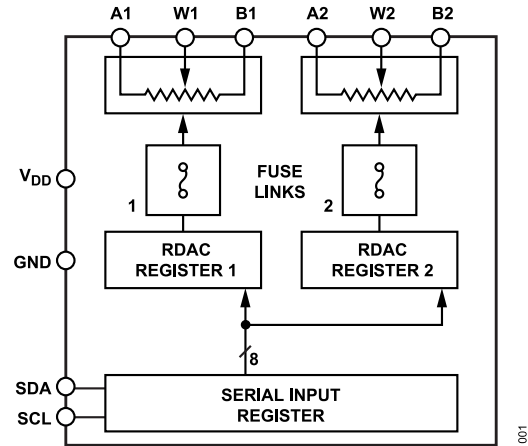 A1 W1 B1 A2 W2 B2
V_DD
FUSE
LINKS
1
2
GND
RDAC
REGISTER 1
RDAC
REGISTER 2
8
SDA
SCL
SERIAL INPUT
REGISTER
001